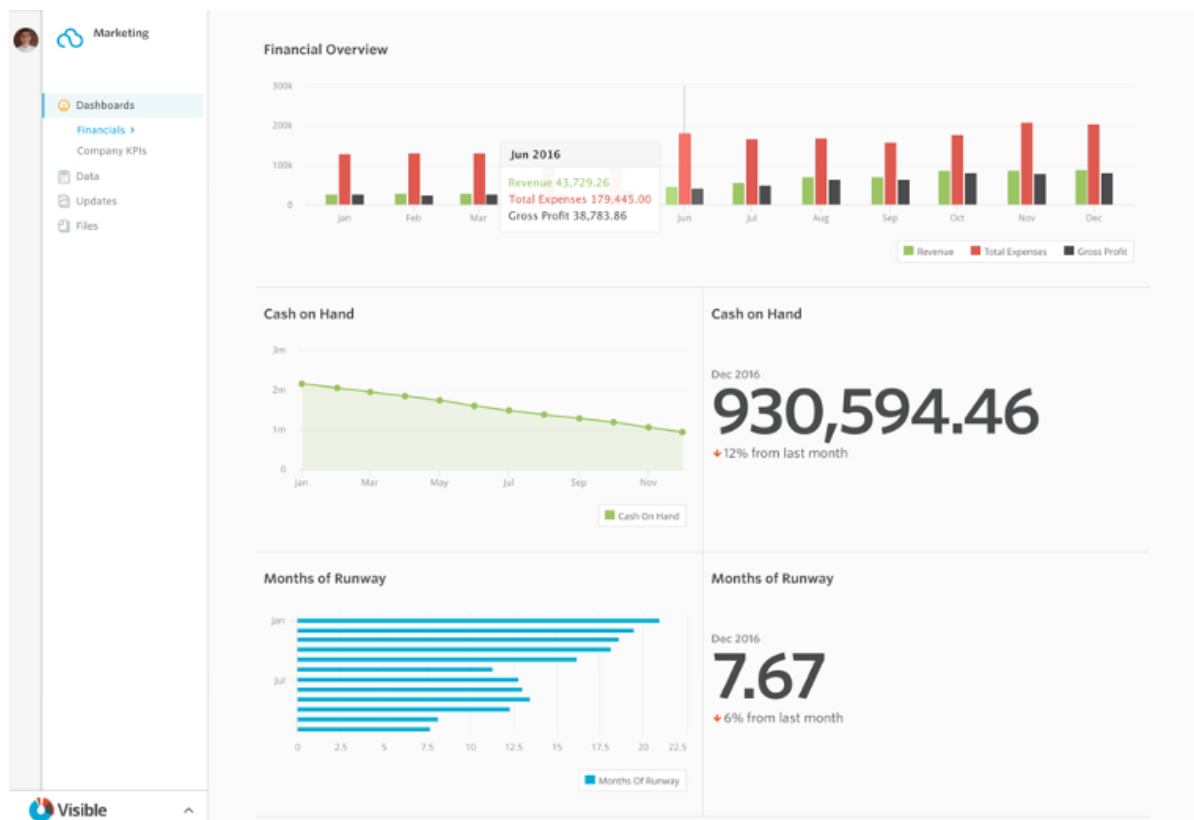 Marketing
Dashboards
Financials >
Company KPIs
Data
Updates
Files
Visible
Financial Overview
300k
200k
100k
0
Jan Feb Mar Jun Jul Aug Sep Oct Nov Dec
Jun 2016
Revenue 43,729.26
Total Expenses 179,445.00
Gross Profit 38,783.86
Revenue Total Expenses Gross Profit
Cash on Hand
3m
2m
1m
0
Jan Mar May Jul Sep Nov
Cash On Hand
Cash on Hand
Dec 2016
930,594.46
12% from last month
Months of Runway
Jan
Jul
0 2.5 5 7.5 10 12.5 15 17.5 20 22.5
Months Of Runway
Months of Runway
Dec 2016
7.67
6% from last month